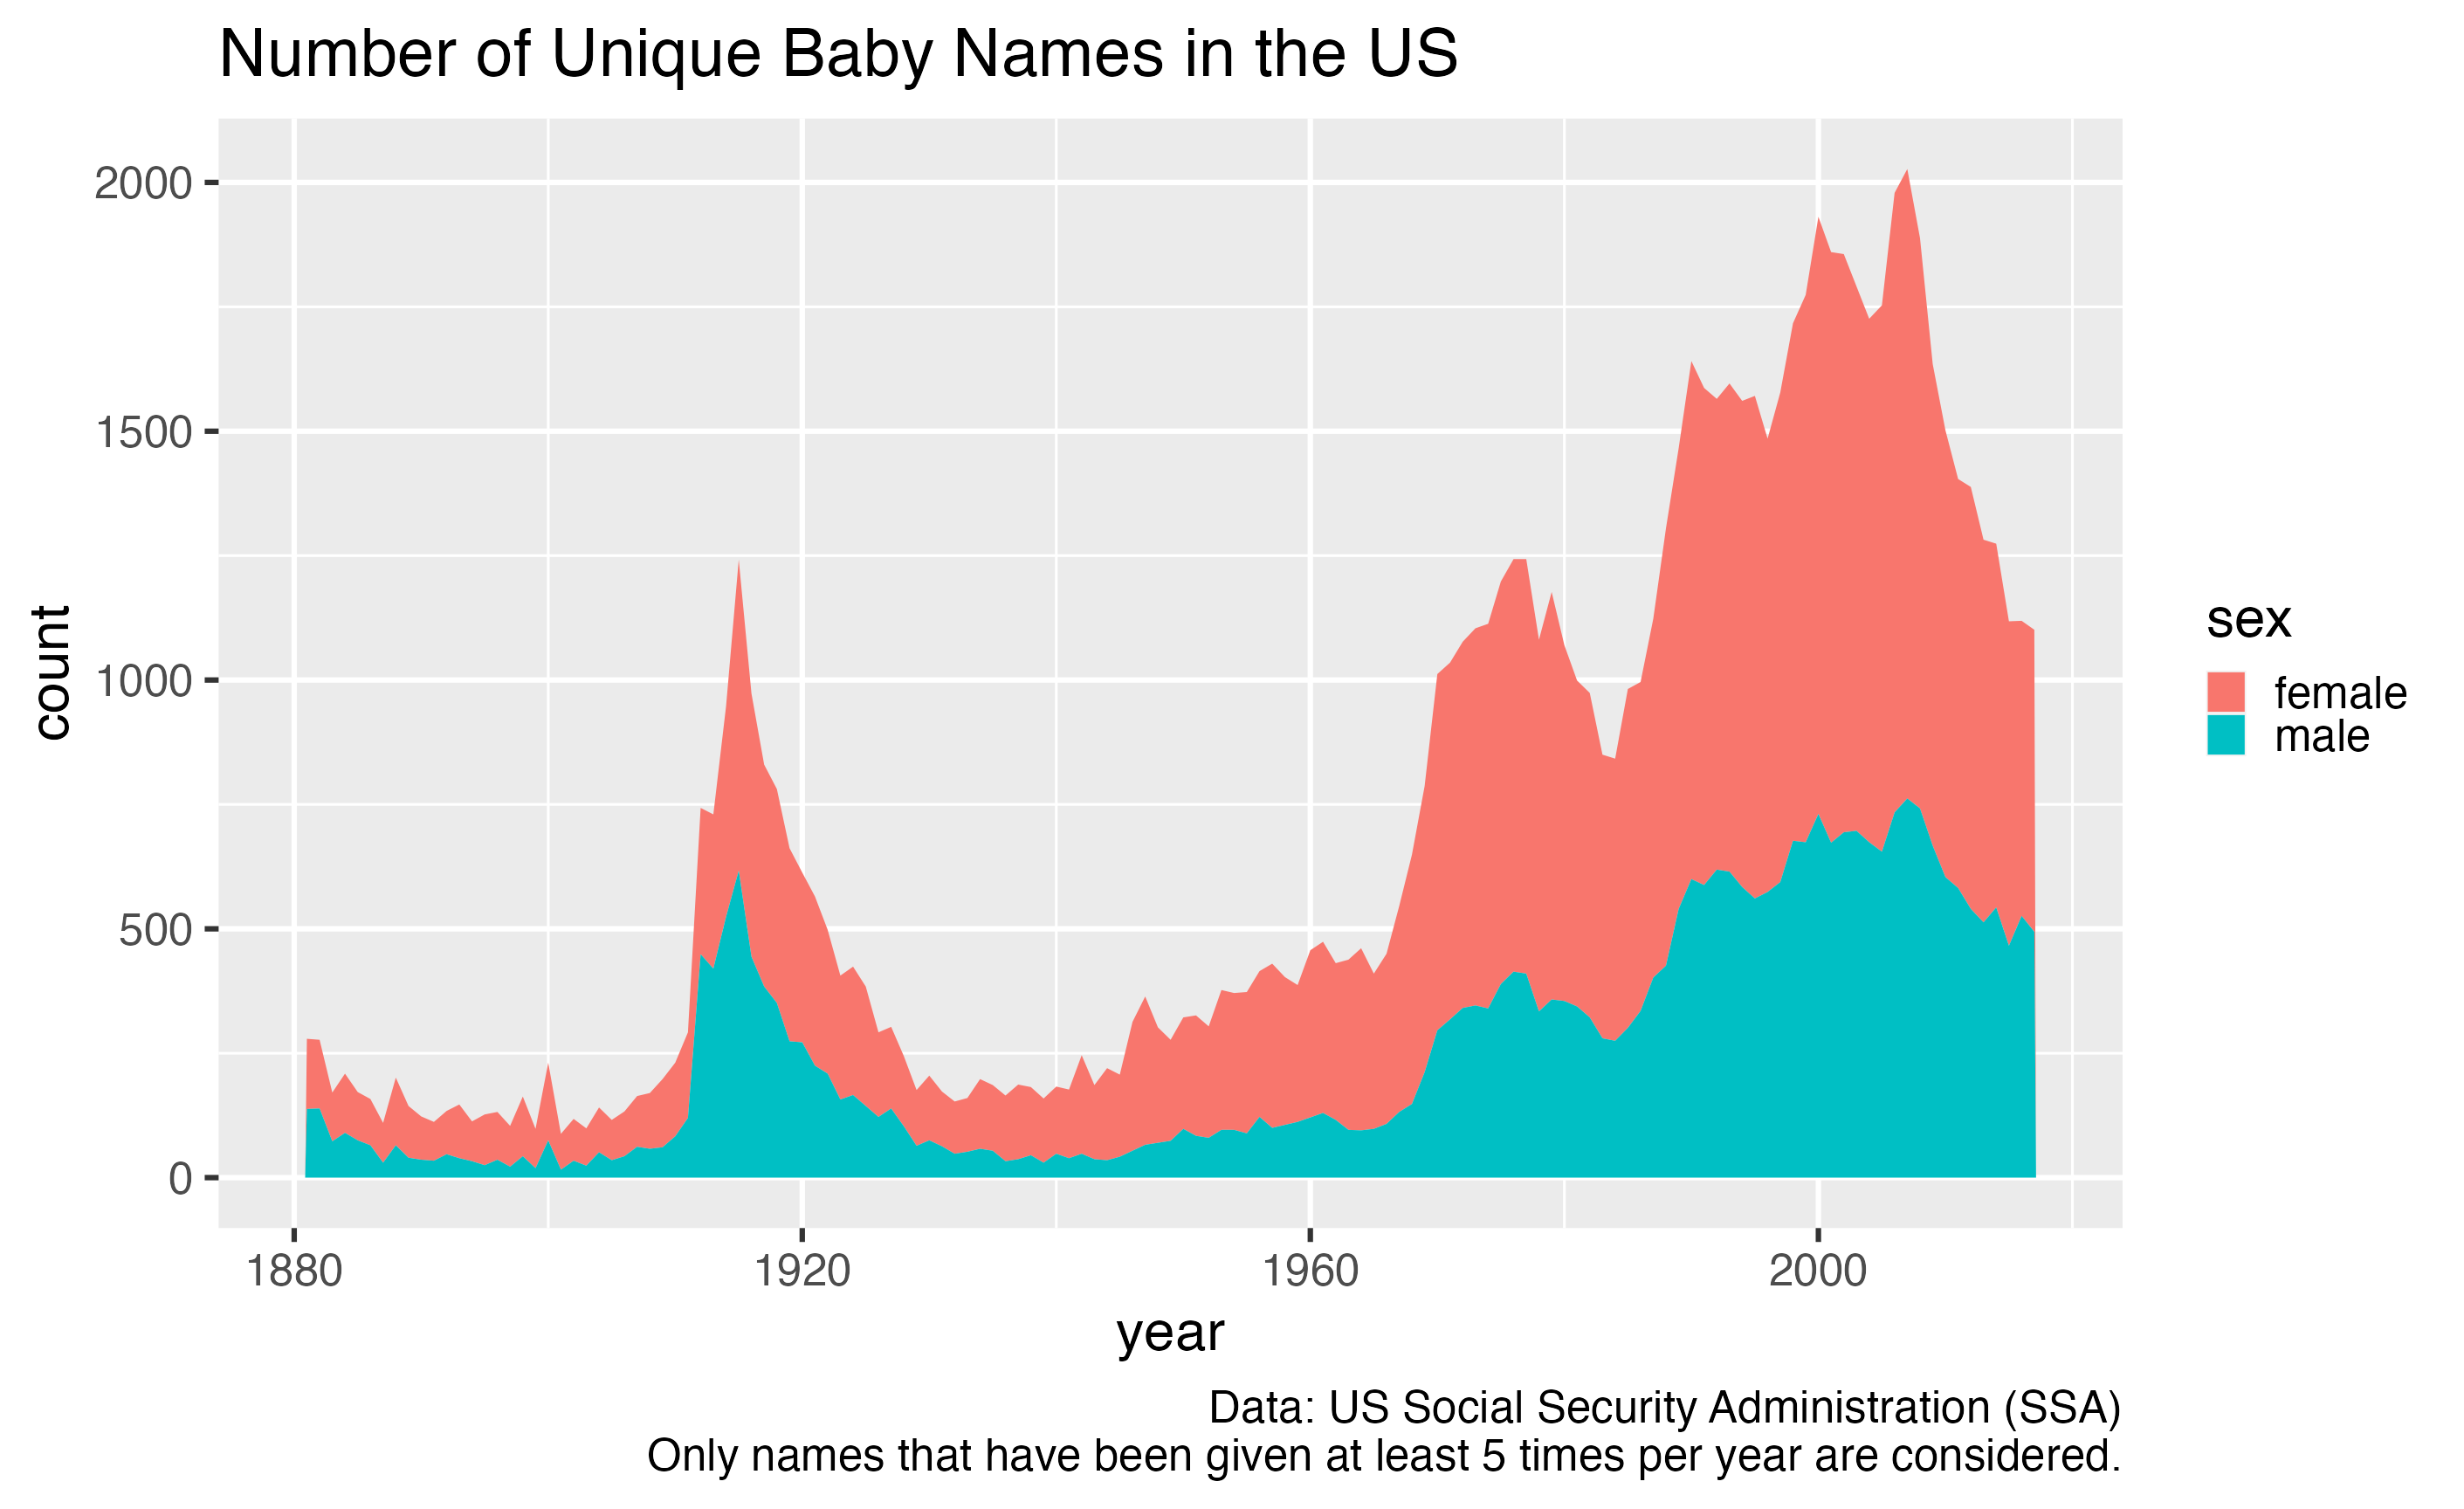 Number of Unique Baby Names in the US
2000
1500
1000
500
0
count
1880 1920 1960 2000
year
sex
female
male
Data: US Social Security Administration (SSA)
Only names that have been given at least 5 times per year are considered.